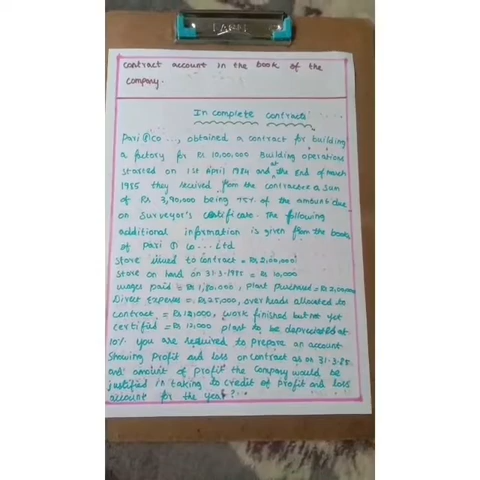 contract account in the book of the
company.
In complete contracts:
Pari & co ..., obtained a contract for building
a factory for Rs 10,00,000 Building operations
started on 1st April 1984 and at the End of march
1985 they received from the contractee a sum
of Rs 3,90,000 being 75% of the amount due
on surveyor's certificate. The following
additional information is given from the books
of Pari & co ... Ltd
Store issued to contract = Rs, 2,00,000
Store on hand on 31.3.1985 = Rs 10,000
wages paid = Rs 1,80,000, plant purchased = Rs 2,00,000
Direct Expense = Rs 25,000, over heads allocated to
contract = Rs, work finished but not yet
certified = Rs 12,000 plant to be depreciated at
10% you are required to prepare an account
showing profit and loss on contract as on 31.3.85
and amount of profit the company would be
justified in taking to credit of profit and loss
account for the year?